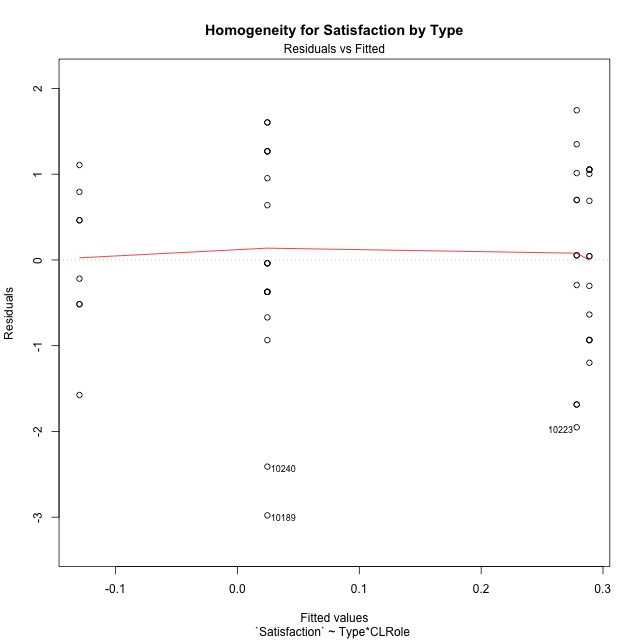 Homogeneity for Satisfaction by Type
Residuals vs Fitted
2
1
0
-1
-2
-3
Residuals
10223
10240
10189
-0.1
0.0
0.1
0.2
0.3
Fitted values
`Satisfaction` ~ Type*CLRole